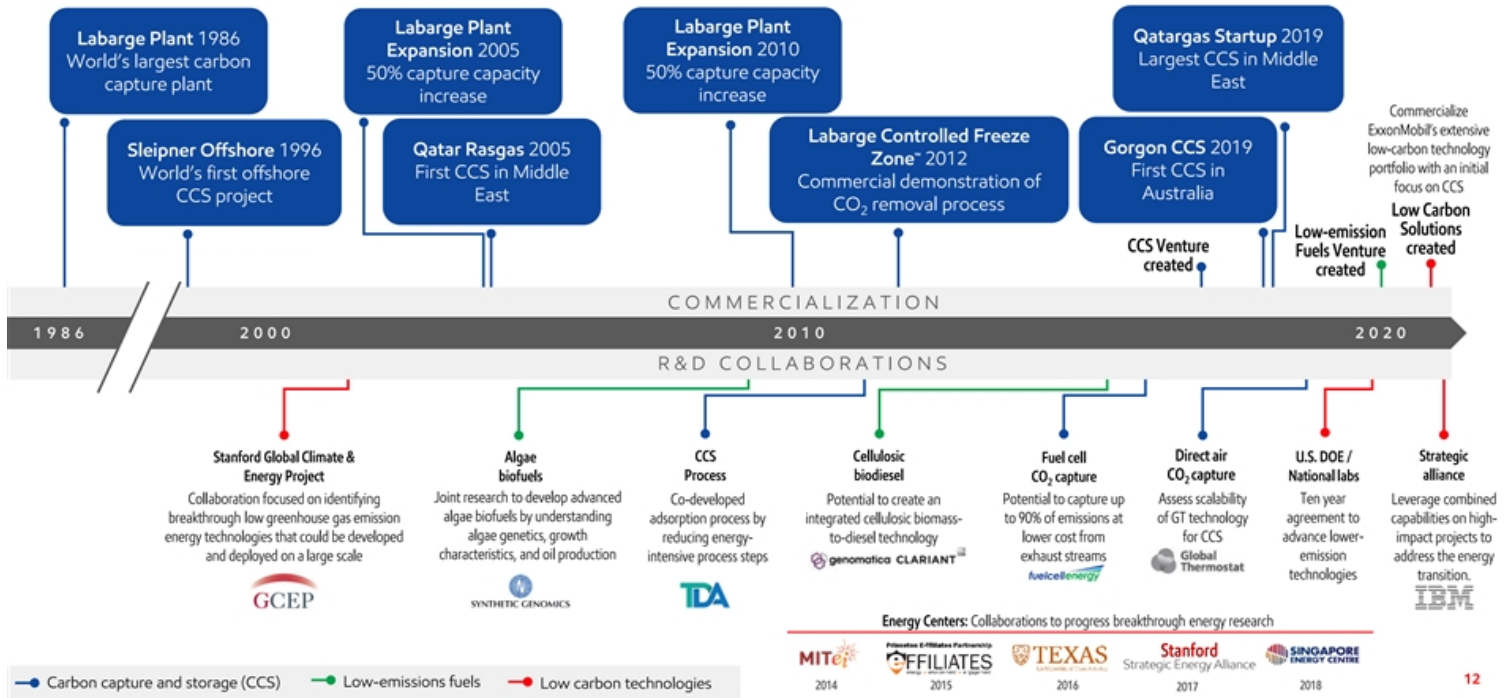 Labarge Plant 1986
World's largest carbon
capture plant
Sleipner Offshore 1996
World's first offshore
CCS project
Labarge Plant
Expansion 2005
50% capture capacity
increase
Qatar Rasgas 2005
First CCS in Middle
East
Labarge Plant
Expansion 2010
50% capture capacity
increase
Labarge Controlled Freeze
Zone™ 2012
Commercial demonstration of
CO₂ removal process
Qatargas Startup 2019
Largest CCS in Middle
East
Gorgon CCS 2019
First CCS in
Australia
CCS Venture
created
Low-emission
Fuels Venture
created
Commercialize
ExxonMobil's extensive
low-carbon technology
portfolio with an initial
focus on CCS
Low Carbon
Solutions
created
COMMERCIALIZATION
1986
2000
2010
2020
R&D COLLABORATIONS
Stanford Global Climate &
Energy Project
Collaboration focused on identifying
breakthrough low greenhouse gas emission
energy technologies that could be developed
and deployed on a large scale
GCEP
Algae
biofuels
Joint research to develop advanced
algae biofuels by understanding
algae genetics, growth
characteristics, and oil production
SYNTHETIC GENOMICS
CCS
Process
Co-developed
adsorption process by
reducing energy-
intensive process steps
TDA
Cellulosic
biodiesel
Potential to create an
integrated cellulosic biomass-
to-diesel technology
genomatica CLARIANT
Fuel cell
CO₂ capture
Potential to capture up
to 90% of emissions at
lower cost from
exhaust streams
fuelcellenergy
Direct air
CO₂ capture
Assess scalability
of GT technology
for CCS
Global
Thermostat
U.S. DOE /
National labs
Ten year
agreement to
advance lower-
emission
technologies
Strategic
alliance
Leverage combined
capabilities on high-
impact projects to
address the energy
transition.
IBM
Energy Centers: Collaborations to progress breakthrough energy research
MITei
2014
Princeton E-ffiliates Partnership
EFFILIATES
2015
TEXAS
2016
Stanford
Strategic Energy Alliance
2017
SINGAPORE
ENERGY CENTRE
2018
Carbon capture and storage (CCS)
Low-emissions fuels
Low carbon technologies
12